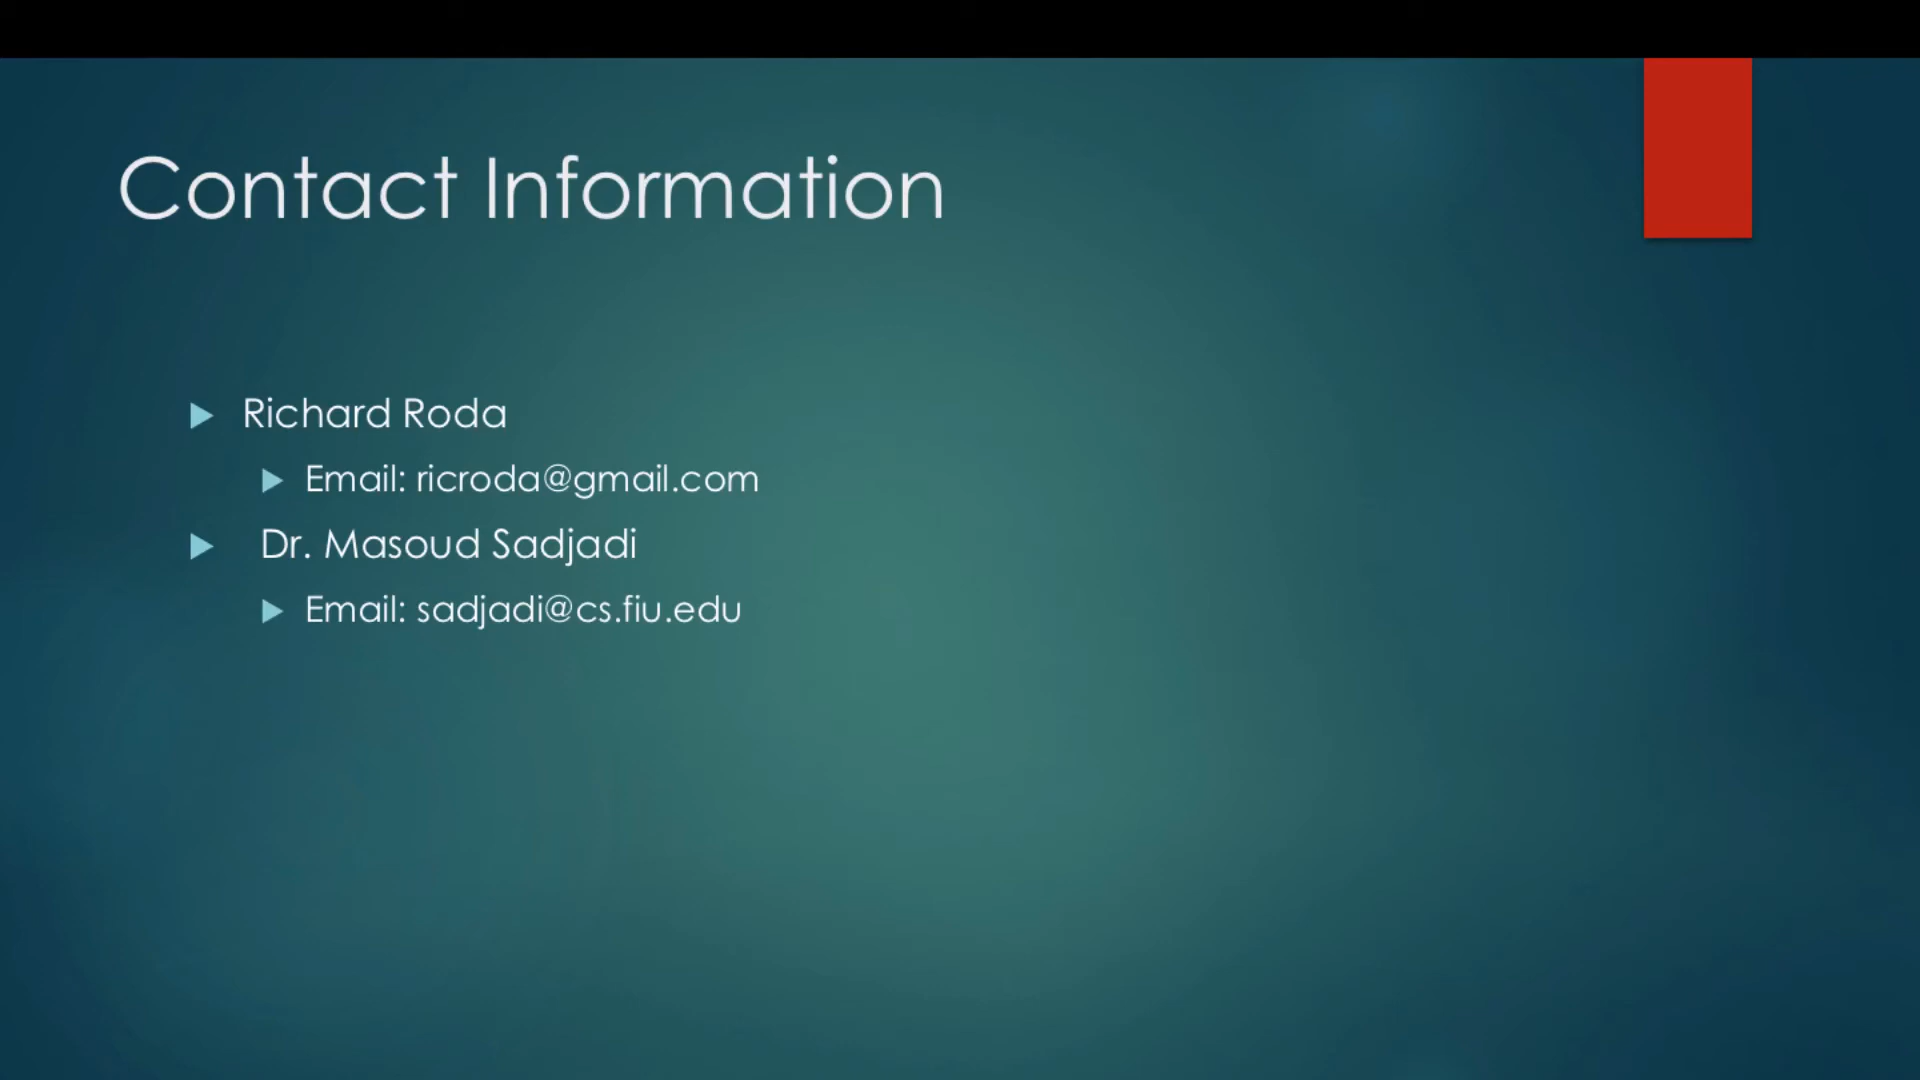 Contact Information
Richard Roda
Email: ricroda@gmail.com
Dr. Masoud Sadjadi
Email: sadjadi@cs.fiu.edu